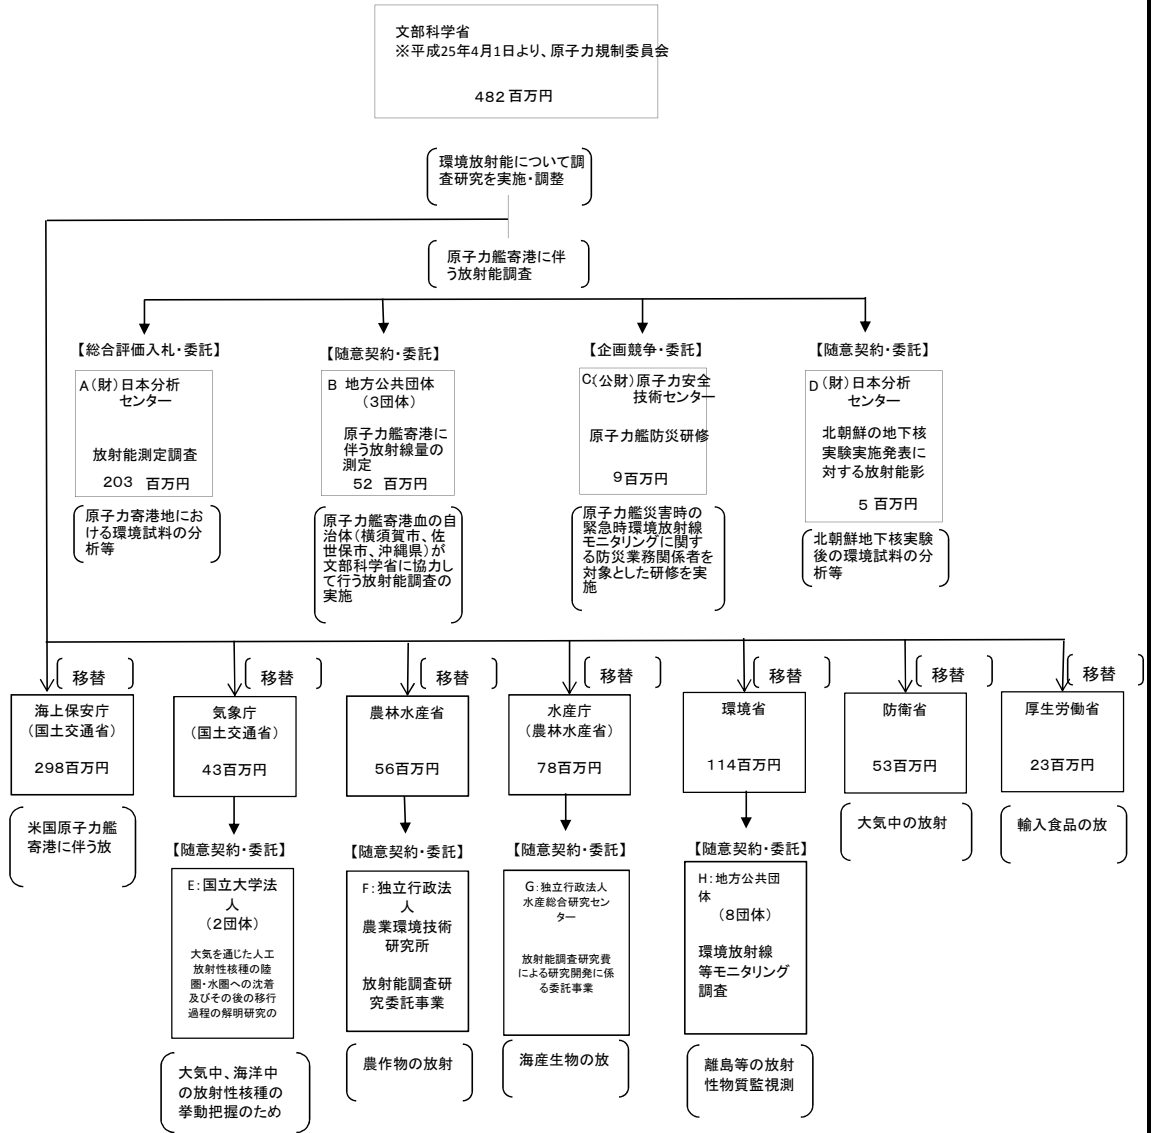 文部科学省
※平成25年4月1日より、原子力規制委員会
482 百万円
環境放射能について調
査研究を実施・調整
原子力艦寄港に伴
う放射能調査
【総合評価入札・委託】
A（財）日本分析
センター
放射能測定調査
203 百万円
原子力寄港地にお
ける環境試料の分
析等
【随意契約・委託】
B 地方公共団体
（3団体）
原子力艦寄港に
伴う放射線量の
測定
52 百万円
原子力艦寄港血の自
治体（横須賀市、佐
世保市、沖縄県）が
文部科学省に協力し
て行う放射能調査の
実施
【企画競争・委託】
C（公財）原子力安全
技術センター
原子力艦防災研修
9百万円
原子力艦災害時の
緊急時環境放射線
モニタリングに関す
る防災業務関係者を
対象とした研修を実
施
【随意契約・委託】
D（財）日本分析
センター
北朝鮮の地下核
実験実施発表に
対する放射能影
5 百万円
北朝鮮地下核実験
後の環境試料の分
析等
移替
海上保安庁
（国土交通省）
298百万円
米国原子力艦
寄港に伴う放
移替
気象庁
（国土交通省）
43百万円
【随意契約・委託】
E：国立大学法
人
（2団体）
大気を通じた人工
放射性核種の陸
圏・水圏への沈着
及びその後の移行
過程の解明研究の
大気中、海洋中
の放射性核種の
挙動把握のため
移替
農林水産省
56百万円
【随意契約・委託】
F：独立行政法
人
農業環境技術
研究所
放射能調査研
究委託事業
農作物の放射
移替
水産庁
（農林水産省）
78百万円
【随意契約・委託】
G：独立行政法人
水産総合研究セン
ター
放射能調査研究費
による研究開発に係
る委託事業
海産生物の放
移替
環境省
114百万円
【随意契約・委託】
H：地方公共団
体
（8団体）
環境放射線
等モニタリング
調査
離島等の放射
性物質監視測
移替
防衛省
53百万円
大気中の放射
移替
厚生労働省
23百万円
輸入食品の放